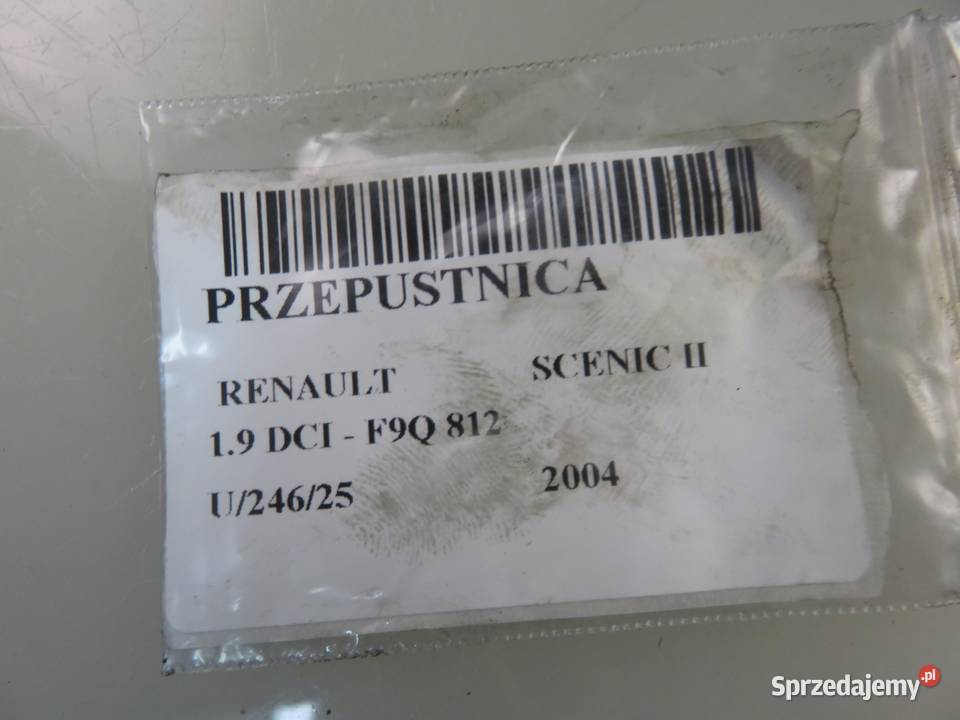 PRZEPUSTNICA
RENAULT SCENIC II
1.9 DCI - F9Q 812
U/246/25 2004
Sprzedajemy.pl